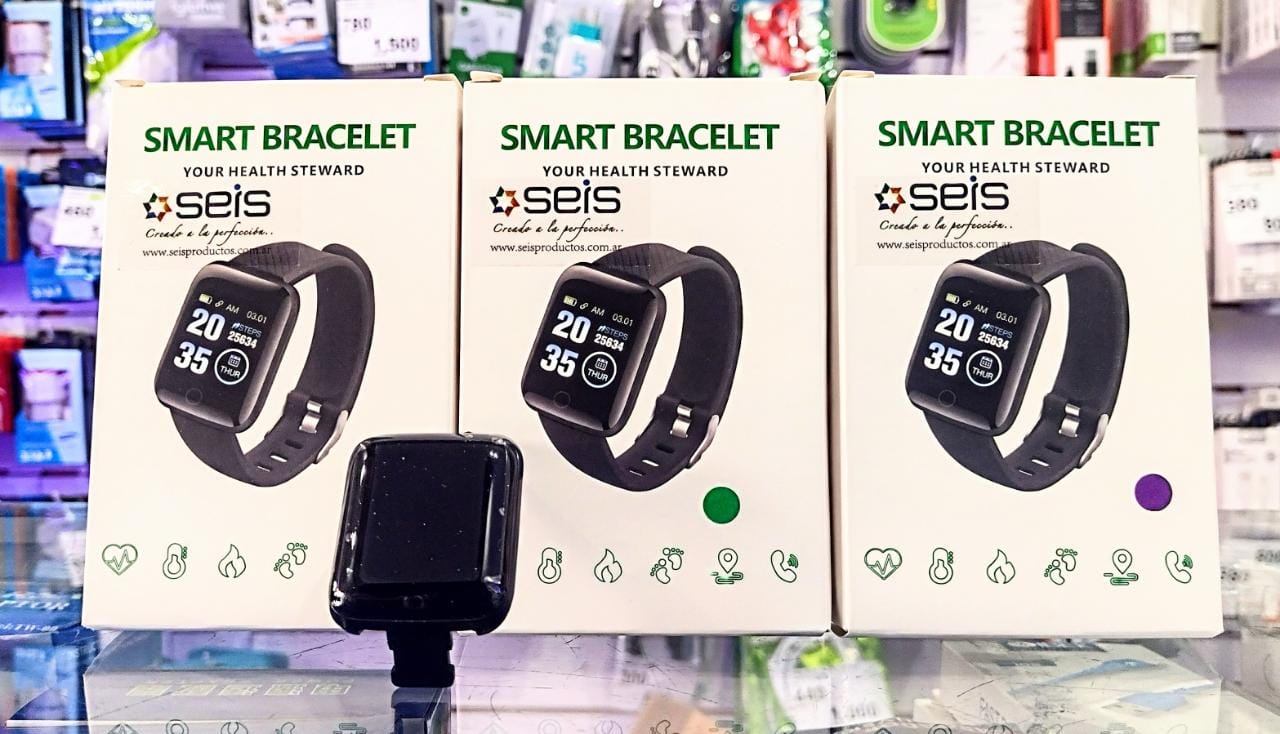 1,900
SMART BRACELET
YOUR HEALTH STEWARD
seis
Creado a la perfección..
www.seisproductos.com.ar
AM 03.01
20
STEPS
25634
35
THUR
SMART BRACELET
YOUR HEALTH STEWARD
seis
Creado a la perfección..
www.seisproductos.com.ar
AM 03.01
20
STEPS
25634
35
THUR
SMART BRACELET
YOUR HEALTH STEWARD
seis
Creado a la perfección..
www.seisproductos.com.ar
AM 03.01
20
STEPS
25634
35
THUR